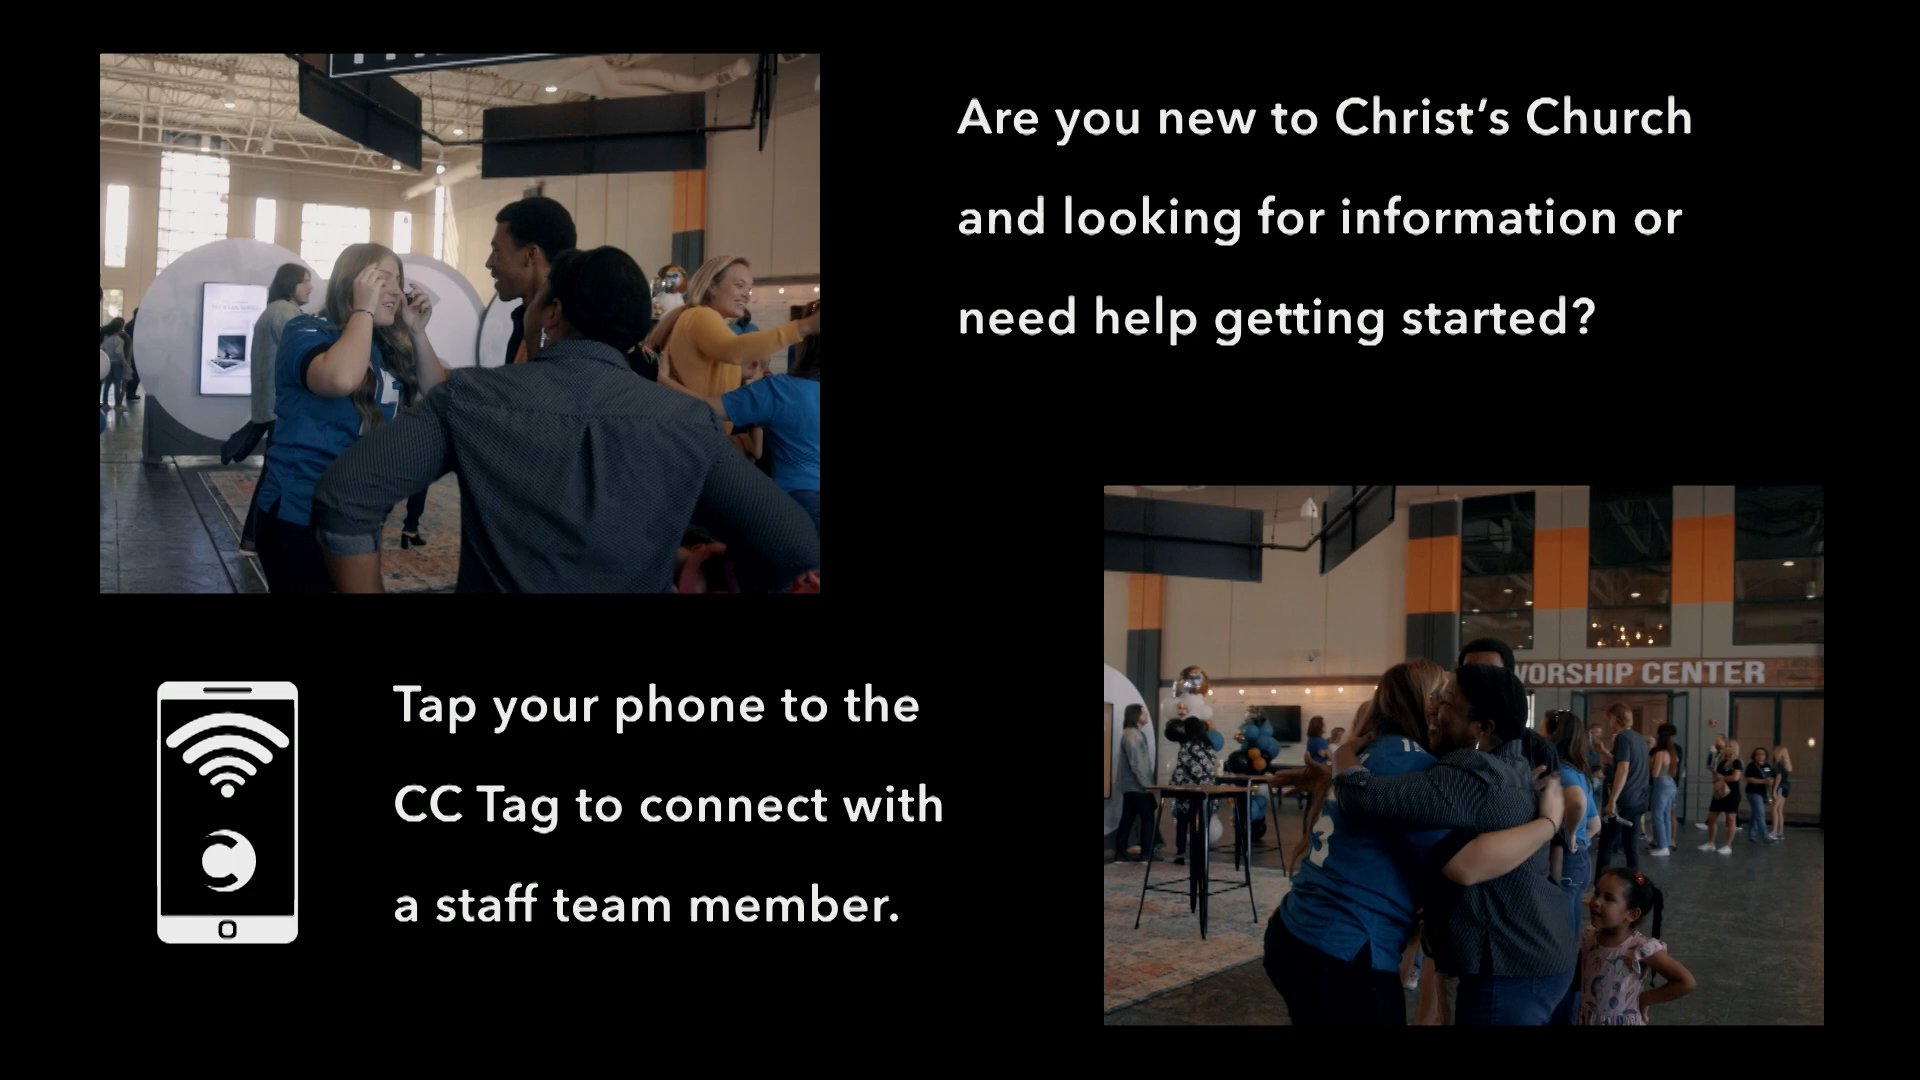 Are you new to Christ’s Church
and looking for information or
need help getting started?
Tap your phone to the
CC Tag to connect with
a staff team member.
WORSHIP CENTER